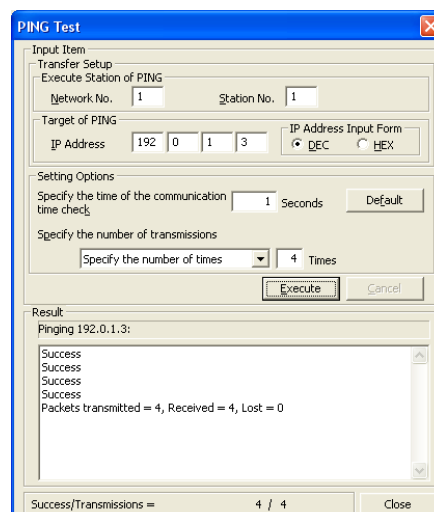 PING Test
Input Item
Transfer Setup
Execute Station of PING
Network No. 1 Station No. 1
Target of PING
IP Address 192 0 1 3
IP Address Input Form
DEC HEX
Setting Options
Specify the time of the communication
time check 1 Seconds Default
Specify the number of transmissions
Specify the number of times 4 Times
Execute Cancel
Result
Pinging 192.0.1.3:
Success
Success
Success
Success
Packets transmitted = 4, Received = 4, Lost = 0
Success/Transmissions = 4 / 4 Close